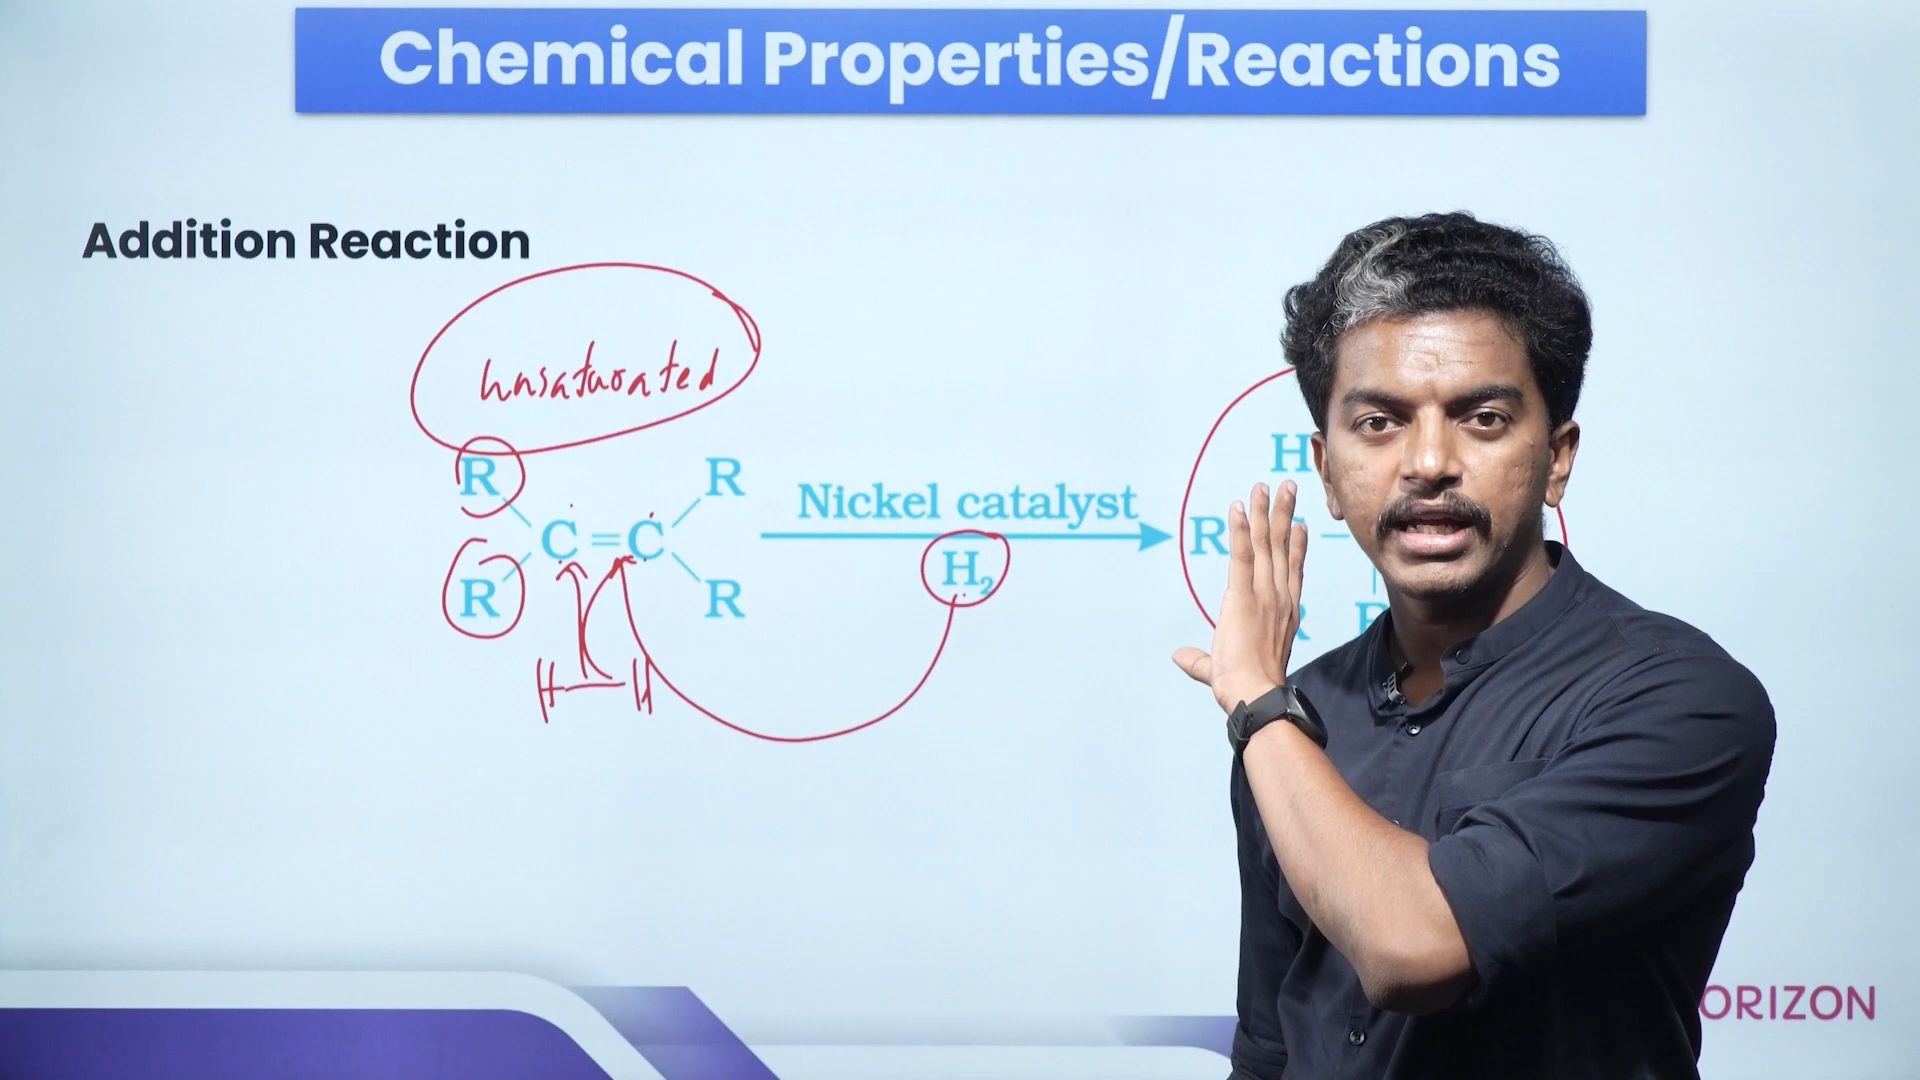 Chemical Properties/Reactions
Addition Reaction
unsaturated
R R
C = C
R R
Nickel catalyst
H₂
H
R
H — H
ORIZON